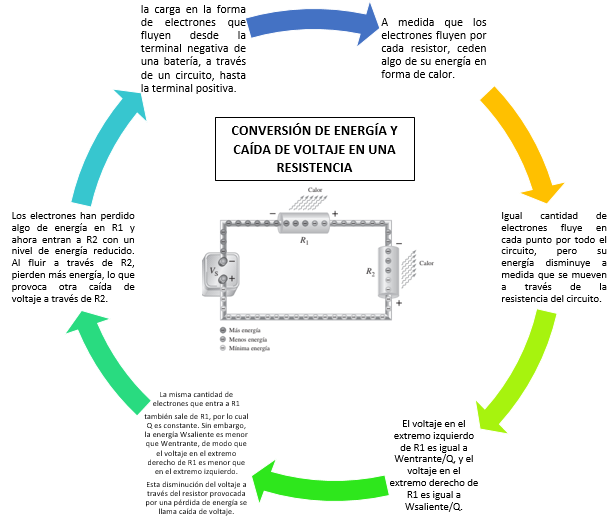 la carga en la forma
de electrones que
fluyen desde la
terminal negativa de
una batería, a través
de un circuito, hasta
la terminal positiva.
A medida que los
electrones fluyen por
cada resistor, ceden
algo de su energía en
forma de calor.
Igual cantidad de
electrones fluye en
cada punto por todo el
circuito, pero su
energía disminuye a
medida que se mueven
a través de la
resistencia del circuito.
El voltaje en el
extremo izquierdo
de R1 es igual a
Wentrante/Q, y el
voltaje en el
extremo derecho de
R1 es igual a
Wsaliente/Q.
La misma cantidad de
electrones que entra a R1
también sale de R1, por lo cual
Q es constante. Sin embargo,
la energía Wsaliente es menor
que Wentrante, de modo que
el voltaje en el extremo
derecho de R1 es menor que
en el extremo izquierdo.
Esta disminución del voltaje a
través del resistor provocada
por una pérdida de energía se
llama caída de voltaje.
Los electrones han perdido
algo de energía en R1 y
ahora entran a R2 con un
nivel de energía reducido.
Al fluir a través de R2,
pierden más energía, lo que
provoca otra caída de
voltaje a través de R2.
CONVERSIÓN DE ENERGÍA Y
CAÍDA DE VOLTAJE EN UNA
RESISTENCIA
Calor
− +
R1
VS
−
+
R2
−
Calor
+
Más energía
Menos energía
Mínima energía